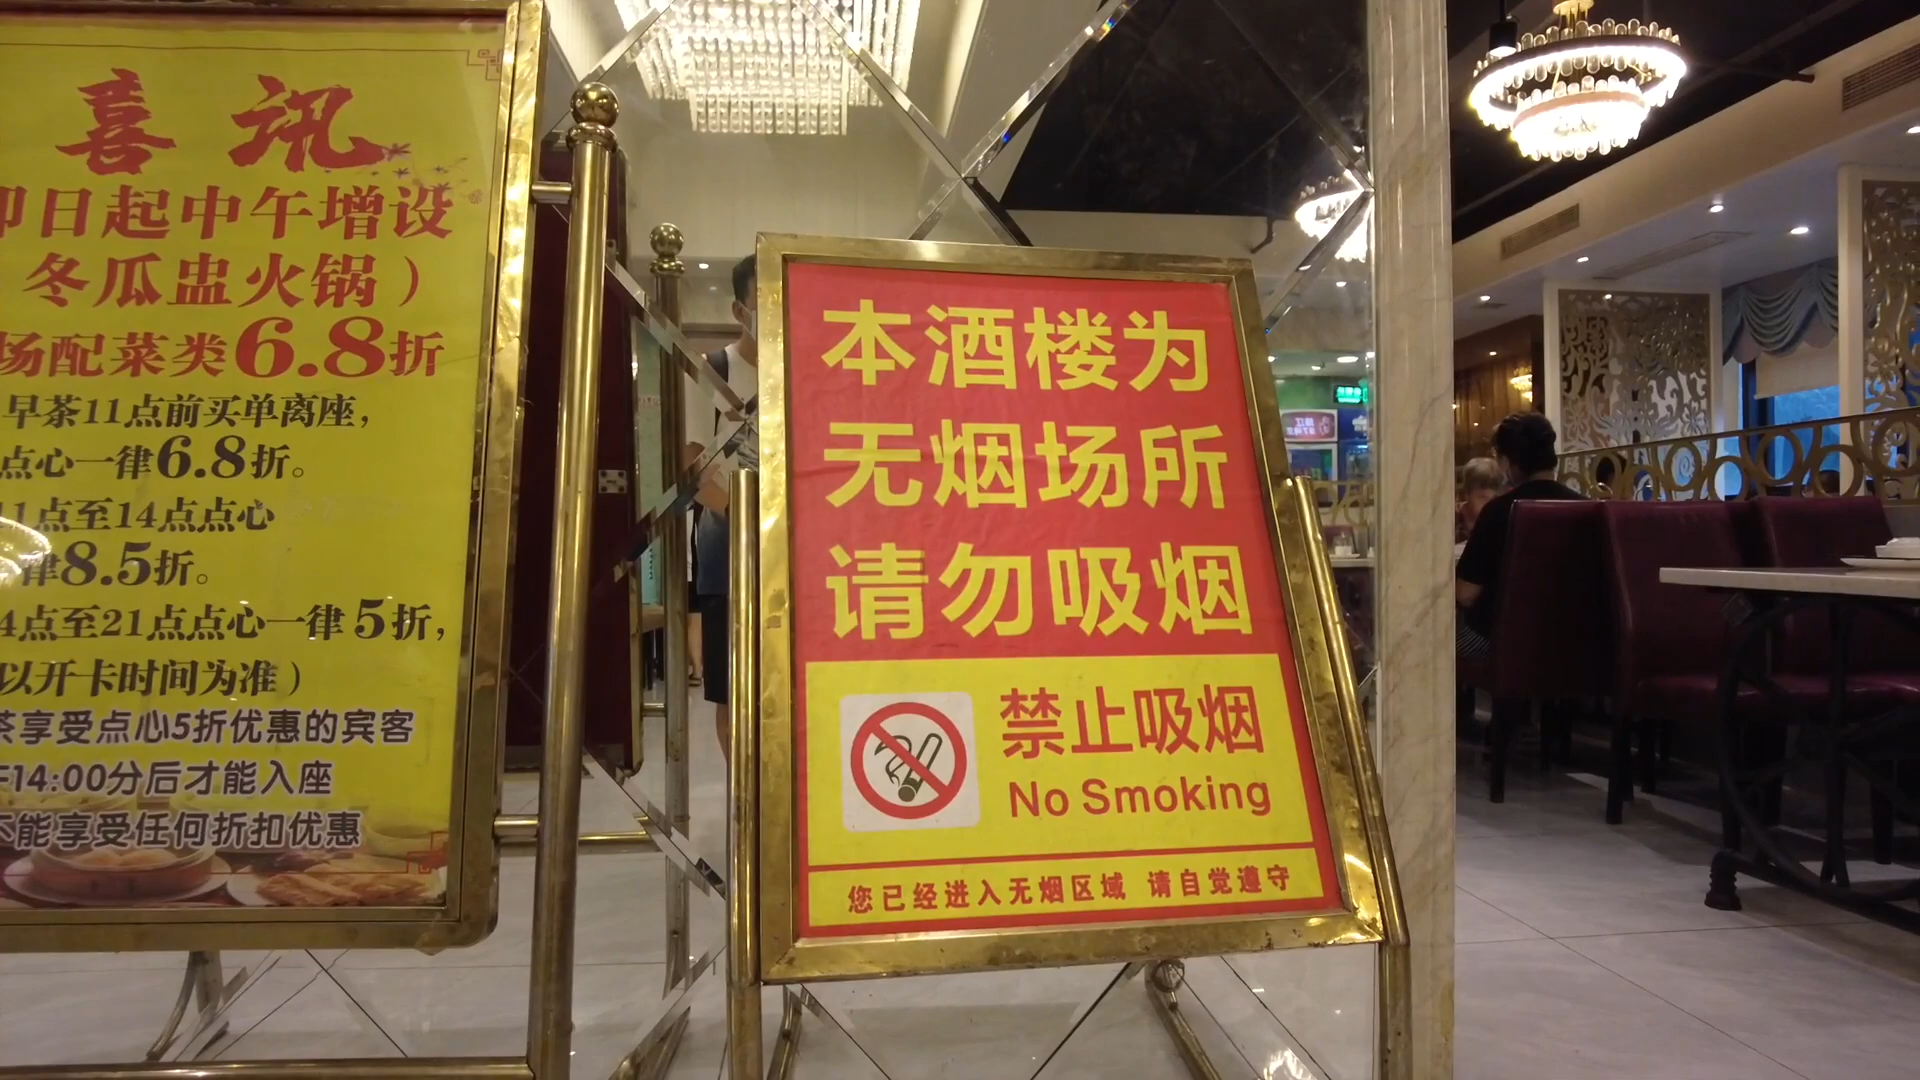 喜讯
即日起中午增设
冬瓜盅火锅）
场配菜类6.8折
早茶11点前买单离座，
点心一律6.8折。
11点至14点点心
律8.5折。
4点至21点点心一律5折，
以开卡时间为准）
茶享受点心5折优惠的宾客
14:00分后才能入座
不能享受任何折扣优惠
本酒楼为
无烟场所
请勿吸烟
禁止吸烟
No Smoking
您已经进入无烟区域 请自觉遵守